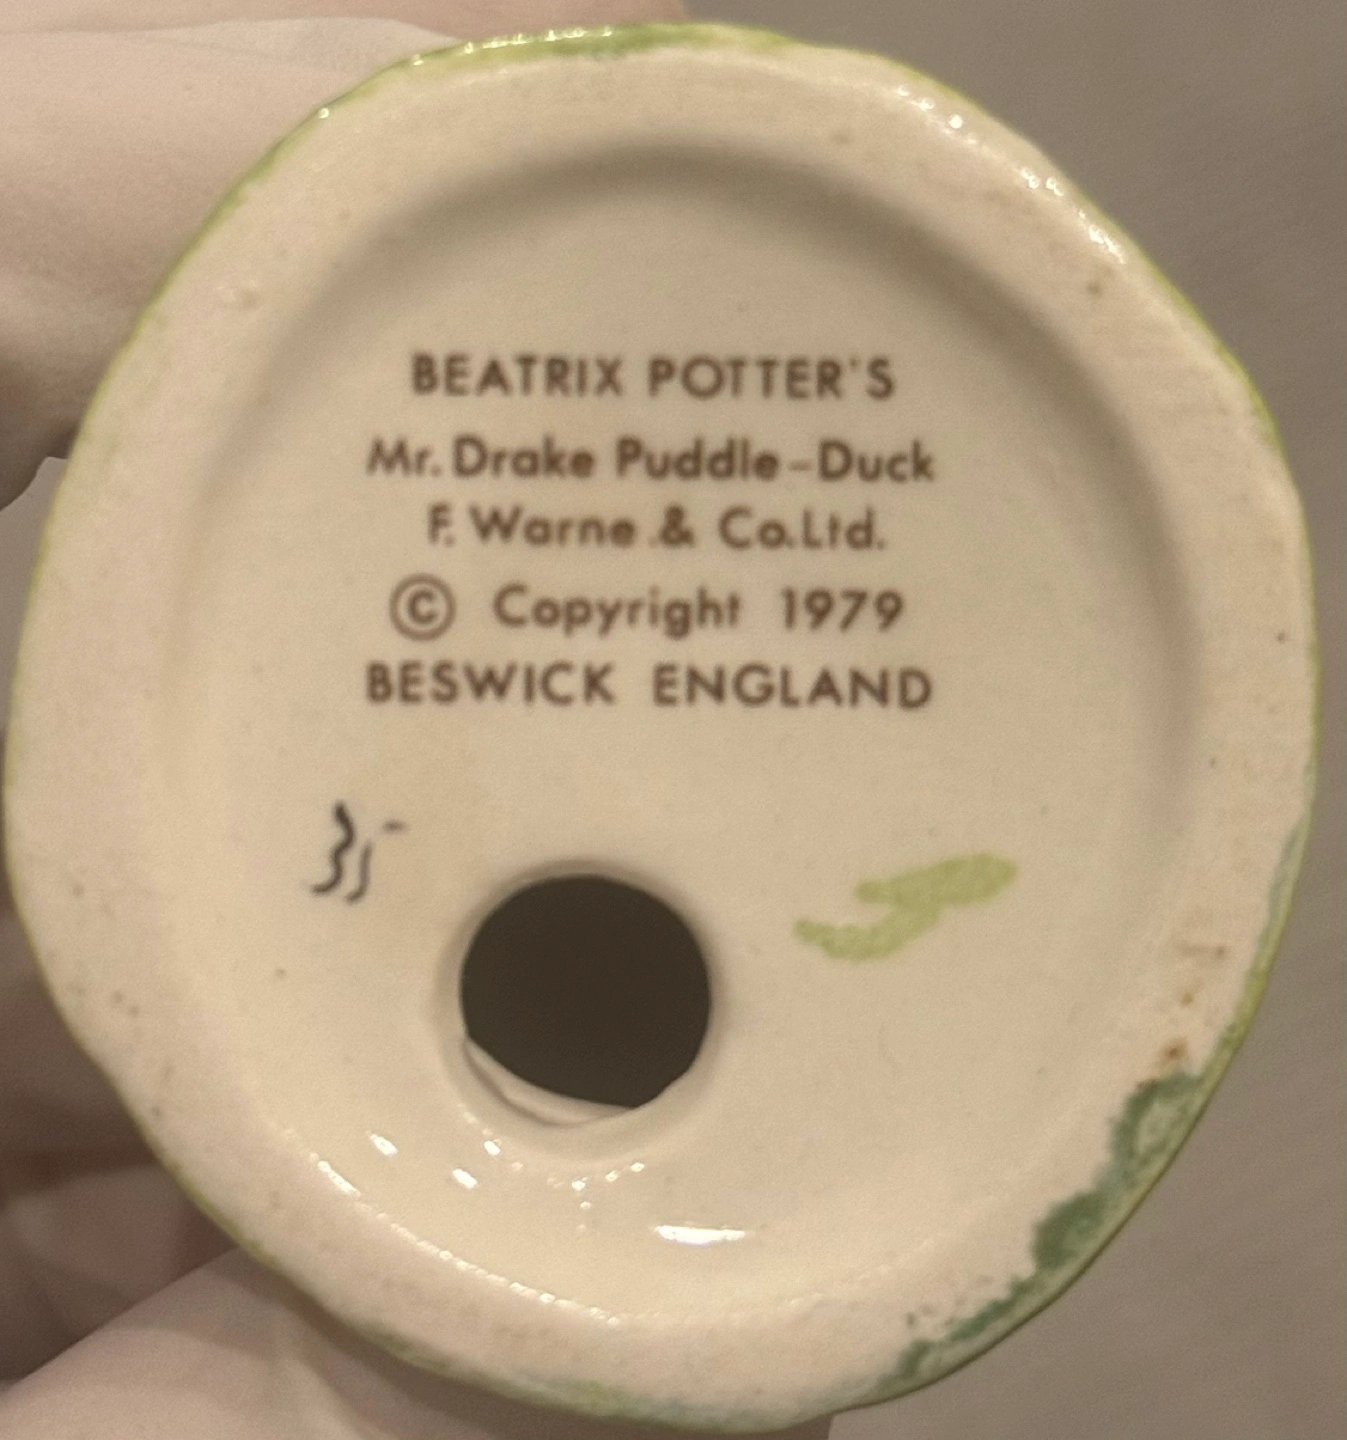 BEATRIX POTTER'S
Mr. Drake Puddle-Duck
F. Warne & Co.Ltd.
© Copyright 1979
BESWICK ENGLAND